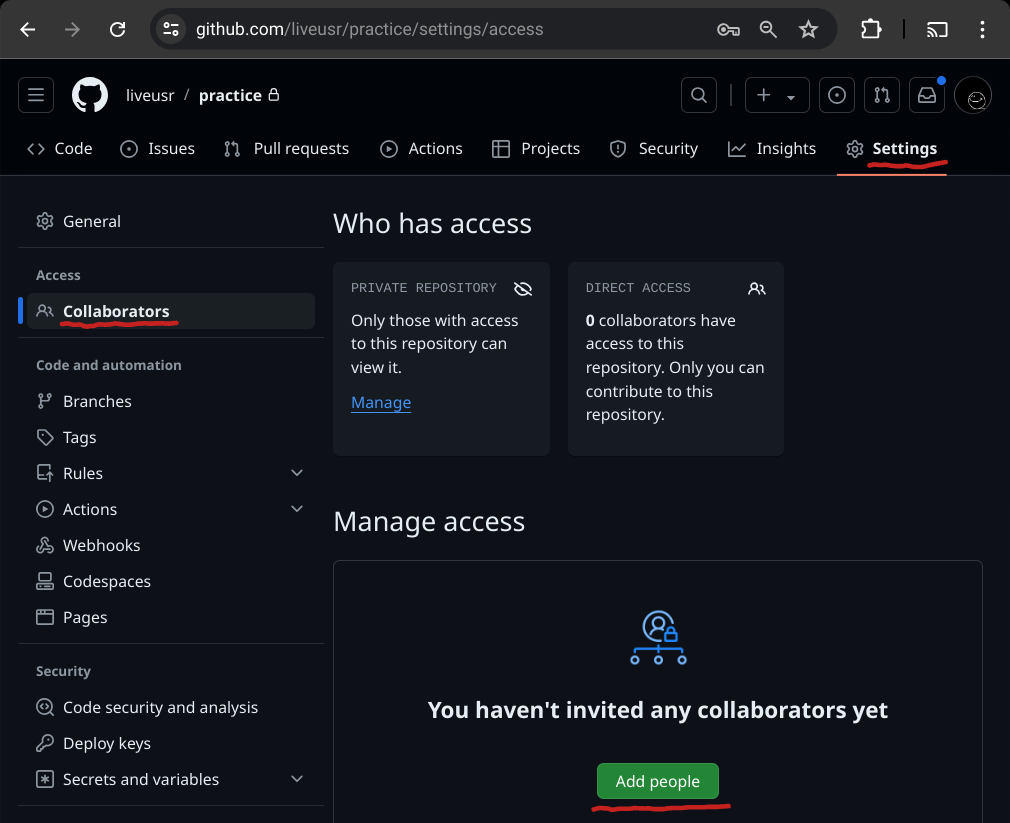 github.com/liveusr/practice/settings/access
liveusr / practice
Code Issues Pull requests Actions Projects Security Insights Settings
General
Access
Collaborators
Code and automation
Branches
Tags
Rules
Actions
Webhooks
Codespaces
Pages
Security
Code security and analysis
Deploy keys
Secrets and variables
Who has access
PRIVATE REPOSITORY
Only those with access
to this repository can
view it.
Manage
DIRECT ACCESS
0 collaborators have
access to this
repository. Only you can
contribute to this
repository.
Manage access
You haven't invited any collaborators yet
Add people